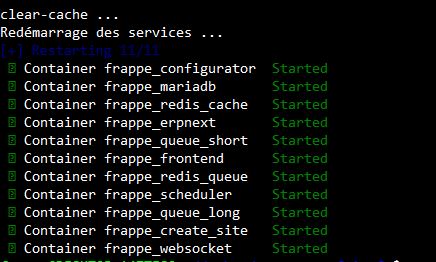 clear-cache ...
Redémarrage des services ...
[+] Restarting 11/11
Container frappe_configurator Started
Container frappe_mariadb Started
Container frappe_redis_cache Started
Container frappe_erpnext Started
Container frappe_queue_short Started
Container frappe_frontend Started
Container frappe_redis_queue Started
Container frappe_scheduler Started
Container frappe_queue_long Started
Container frappe_create_site Started
Container frappe_websocket Started